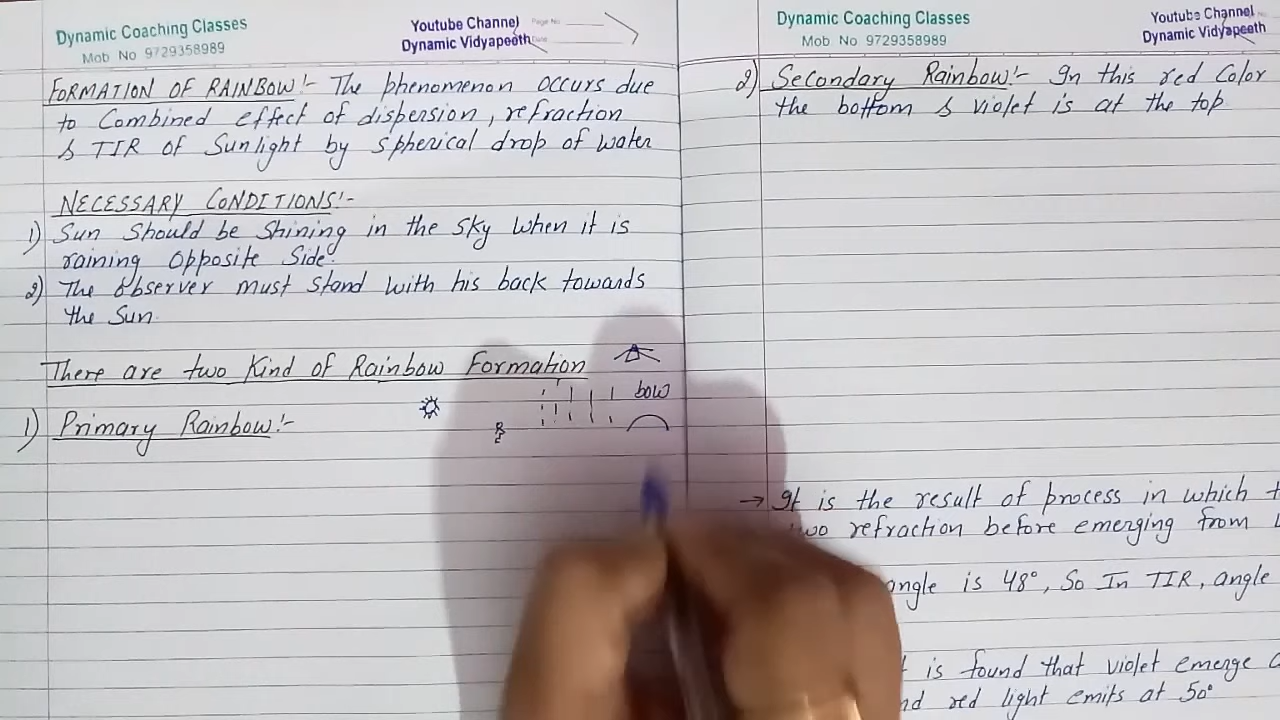 Dynamic Coaching Classes
Mob No 9729358989
Youtube Channel
Dynamic Vidyapeeth
Page No.
Date
FORMATION OF RAINBOW!- The phenomenon occurs due
to Combined effect of dispersion, refraction
& TIR of Sunlight by Spherical drop of water
NECESSARY CONDITIONS!-
1) Sun Should be Shining in the Sky when it is
raining opposite Side.
2) The Observer must Stand with his back towards
the Sun.
There are two Kind of Rainbow Formation
bow
1) Primary Rainbow!-
Dynamic Coaching Classes
Mob No 9729358989
Youtube Channel
Dynamic Vidyapeeth
2) Secondary Rainbow!- In this red Color
the bottom & violet is at the top
→ It is the result of process in which
two refraction before emerging from
angle is 48°, So In TIR, angle
is found that violet emerge
red light emits at 50°